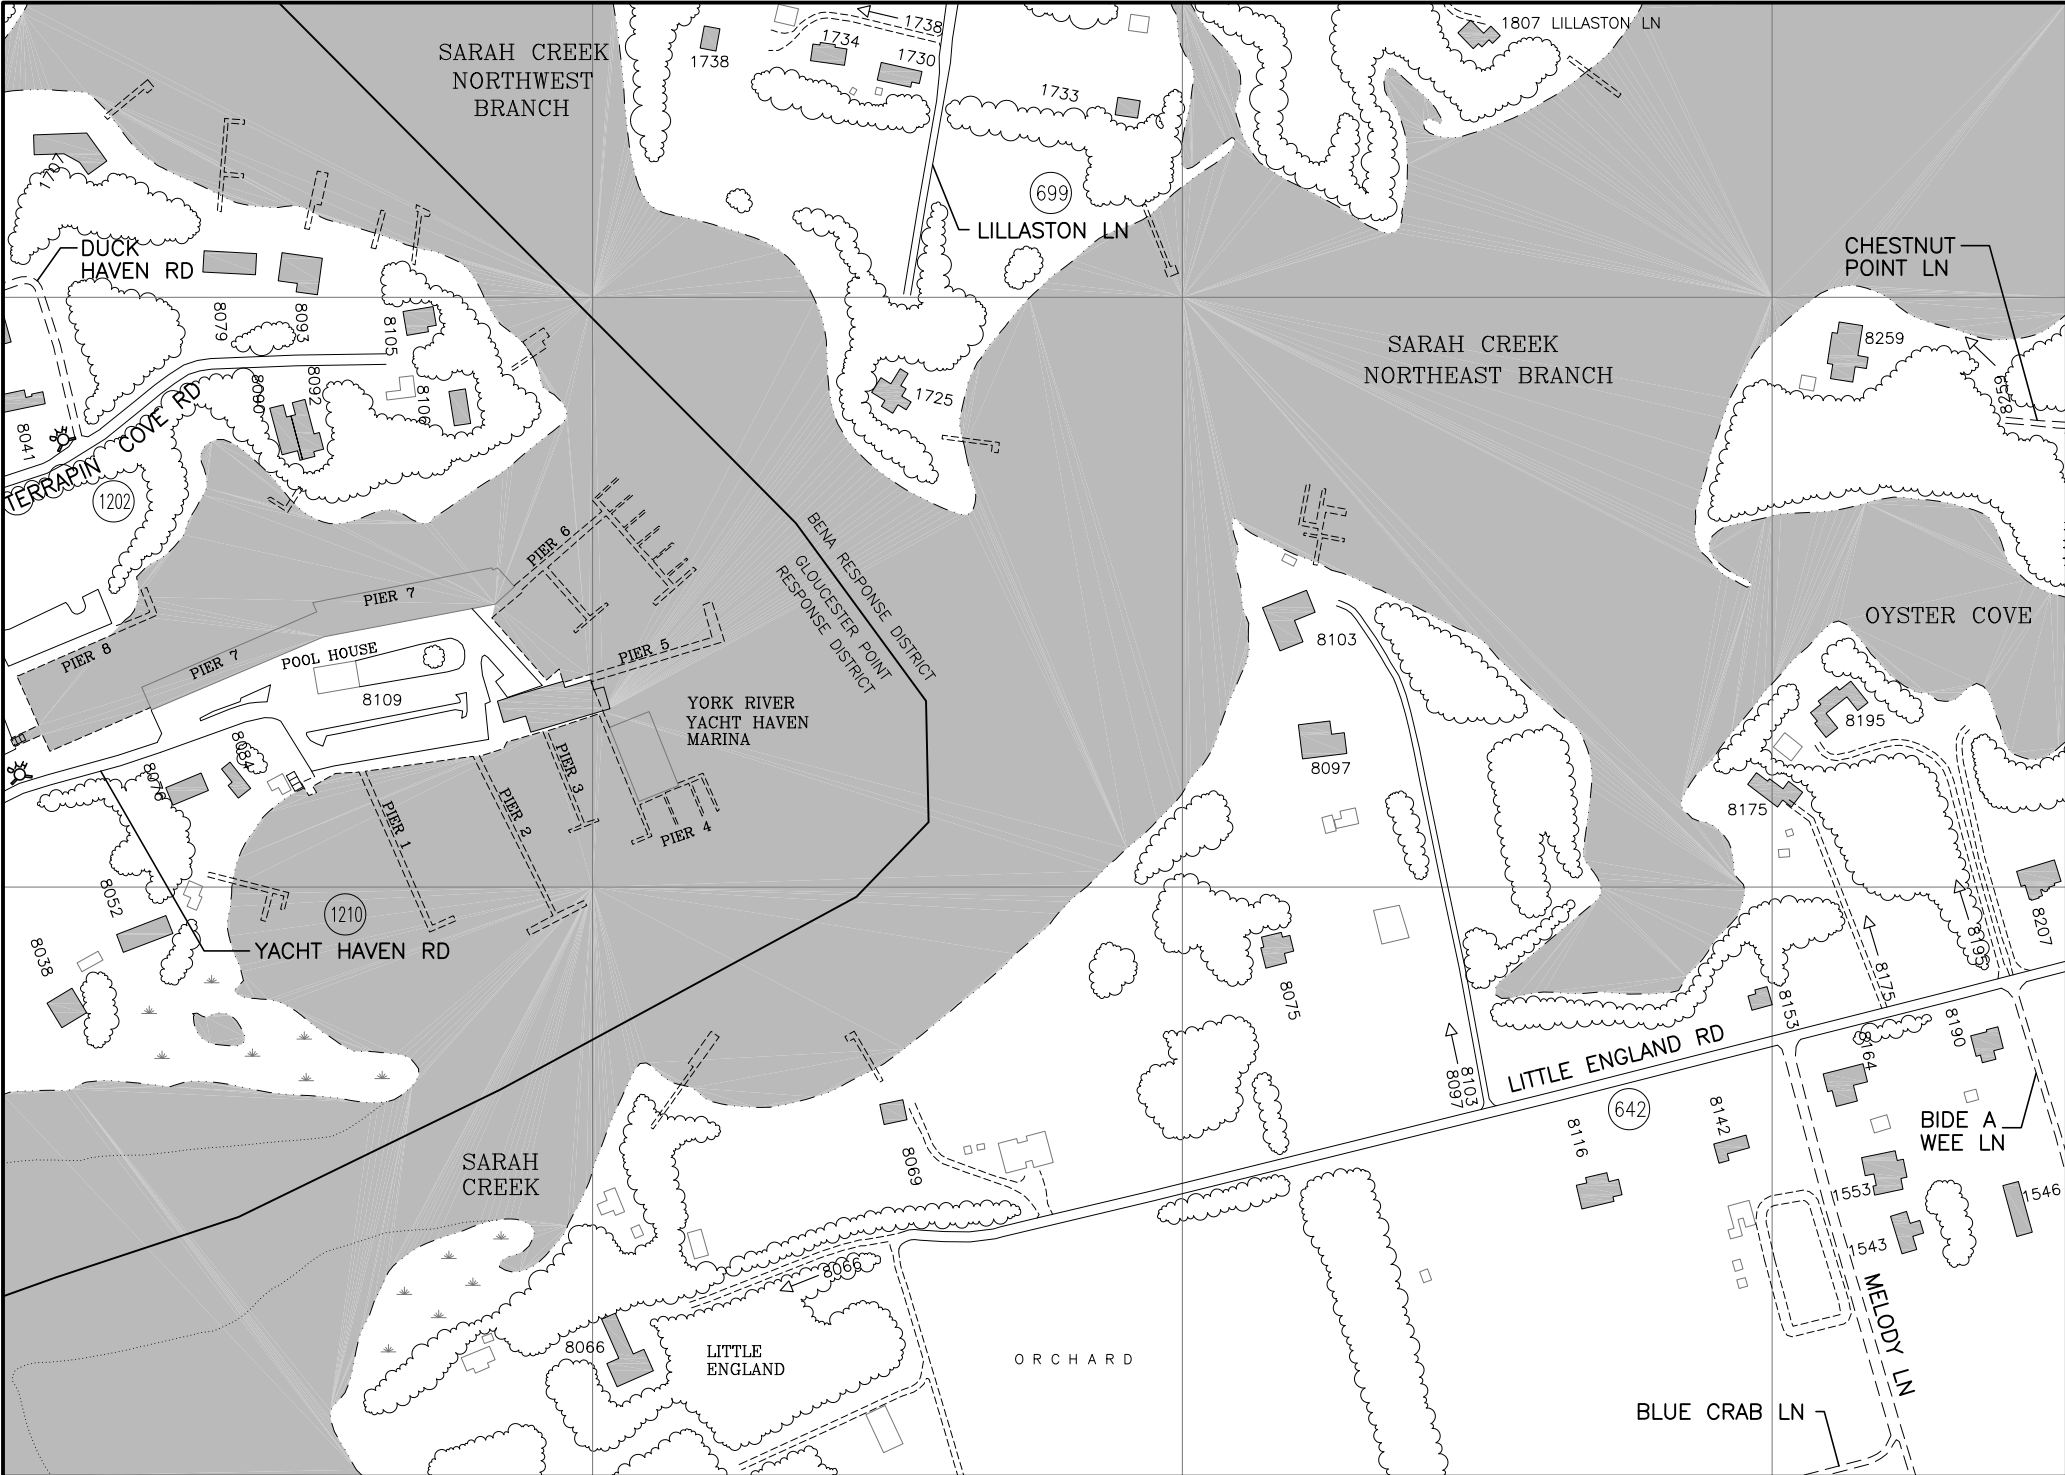 SARAH CREEK
NORTHWEST
BRANCH
1738
1734
1738
1730
1733
1807 LILLASTON LN
1707
DUCK
HAVEN RD
699
LILLASTON LN
CHESTNUT
POINT LN
8079
8093
8105
SARAH CREEK
NORTHEAST BRANCH
8259
8259
8090
8092
8106
1725
8041
TERRAPIN COVE RD
1202
PIER 6
BENA RESPONSE DISTRICT
GLOUCESTER POINT
RESPONSE DISTRICT
PIER 7
OYSTER COVE
PIER 8
PIER 7
POOL HOUSE
PIER 5
8103
8109
YORK RIVER
YACHT HAVEN
MARINA
8195
8084
8076
PIER 3
8097
8175
PIER 1
PIER 2
PIER 4
8052
1210
8207
8038
YACHT HAVEN RD
8195
8075
8175
8153
8190
LITTLE ENGLAND RD
8164
8103
8097
642
8142
8116
BIDE A
WEE LN
SARAH
CREEK
8069
1553
1546
1543
8066
MELODY LN
8066
LITTLE
ENGLAND
ORCHARD
BLUE CRAB LN